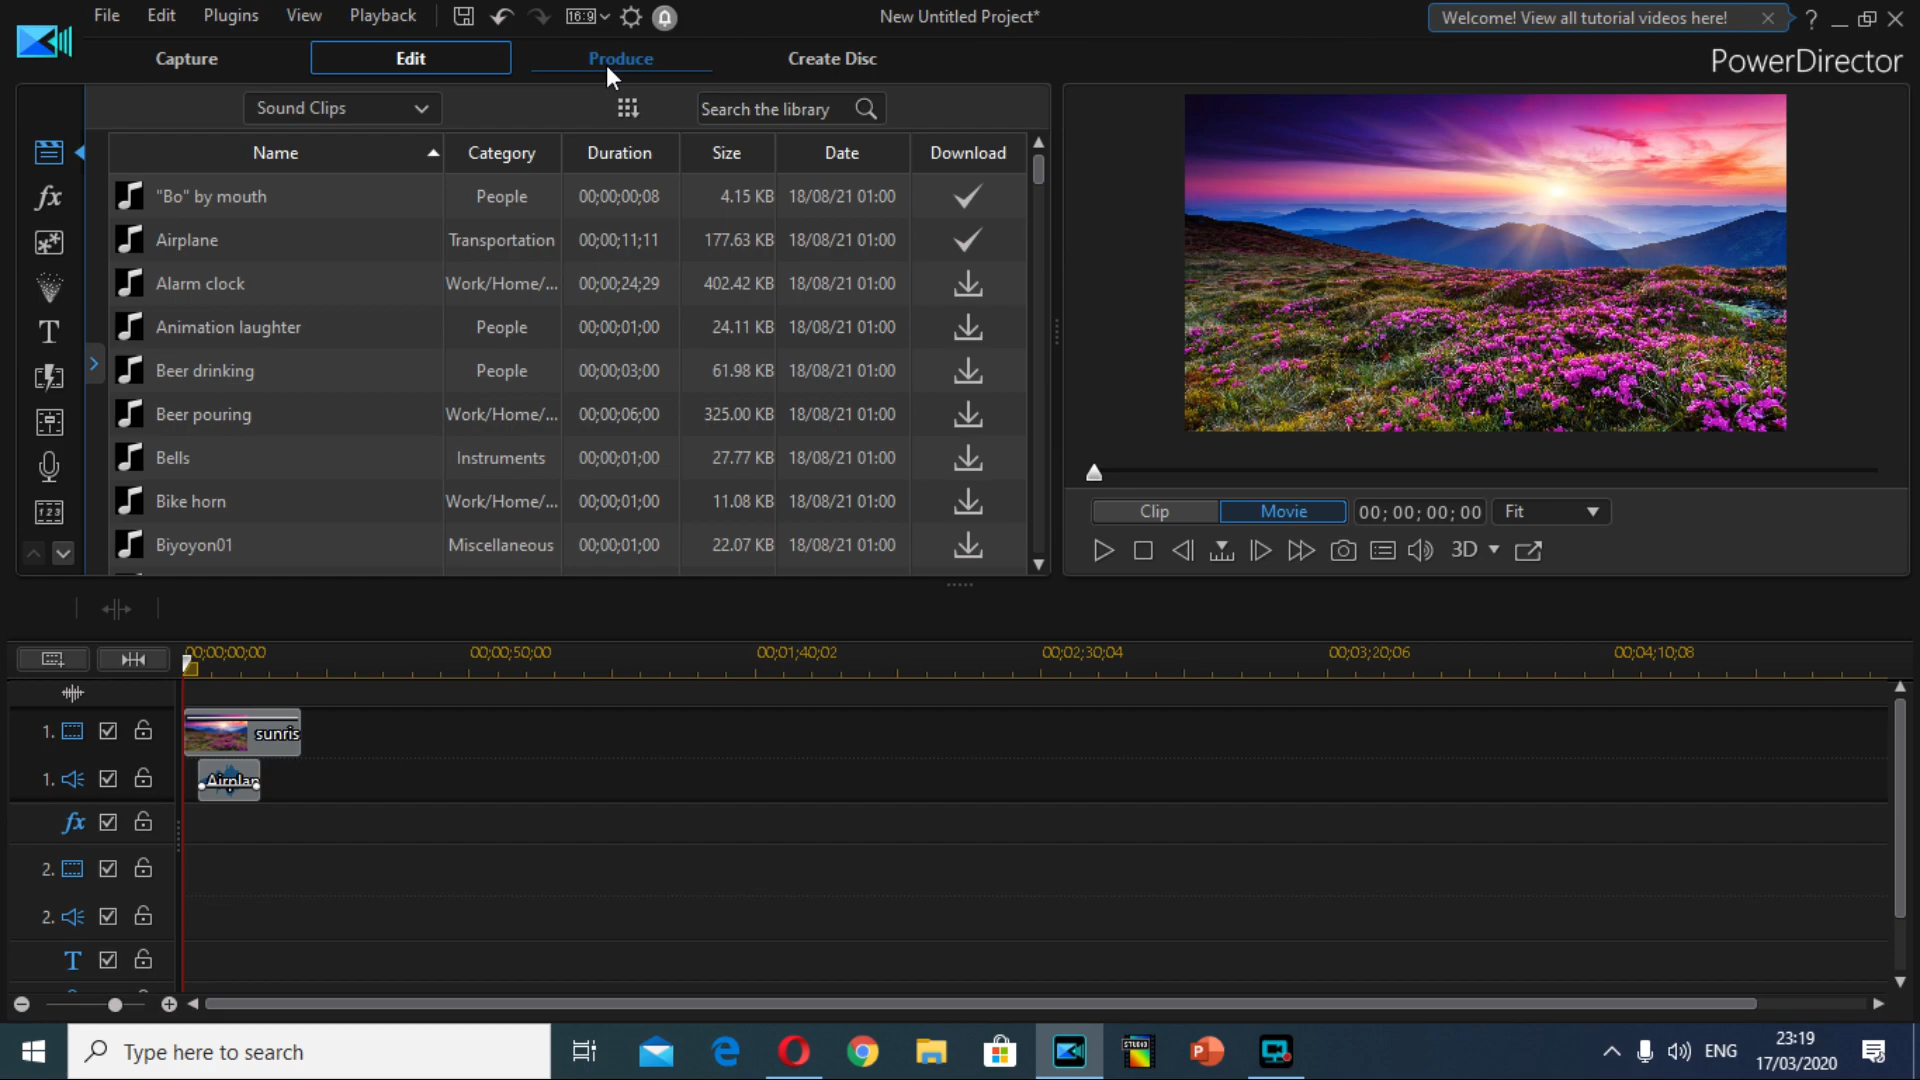 File Edit Plugins View Playback 16:9 New Untitled Project* Welcome! View all tutorial videos here! ?
Capture Edit Produce Create Disc PowerDirector
Sound Clips Search the library
Name Category Duration Size Date Download
"Bo" by mouth People 00;00;00;08 4.15 KB 18/08/21 01:00
Airplane Transportation 00;00;11;11 177.63 KB 18/08/21 01:00
Alarm clock Work/Home/... 00;00;24;29 402.42 KB 18/08/21 01:00
Animation laughter People 00;00;01;00 24.11 KB 18/08/21 01:00
Beer drinking People 00;00;03;00 61.98 KB 18/08/21 01:00
Beer pouring Work/Home/... 00;00;06;00 325.00 KB 18/08/21 01:00
Bells Instruments 00;00;01;00 27.77 KB 18/08/21 01:00
Bike horn Work/Home/... 00;00;01;00 11.08 KB 18/08/21 01:00
Biyoyon01 Miscellaneous 00;00;01;00 22.07 KB 18/08/21 01:00
fx
T
123
Clip Movie 00; 00; 00; 00 Fit
3D
00;00;00;00 00;00;50;00 00;01;40;02 00;02;30;04 00;03;20;06 00;04;10;08
1. sunris
1. Airplan
fx
2.
2.
T
Type here to search STUDIO P ENG 23:19
17/03/2020